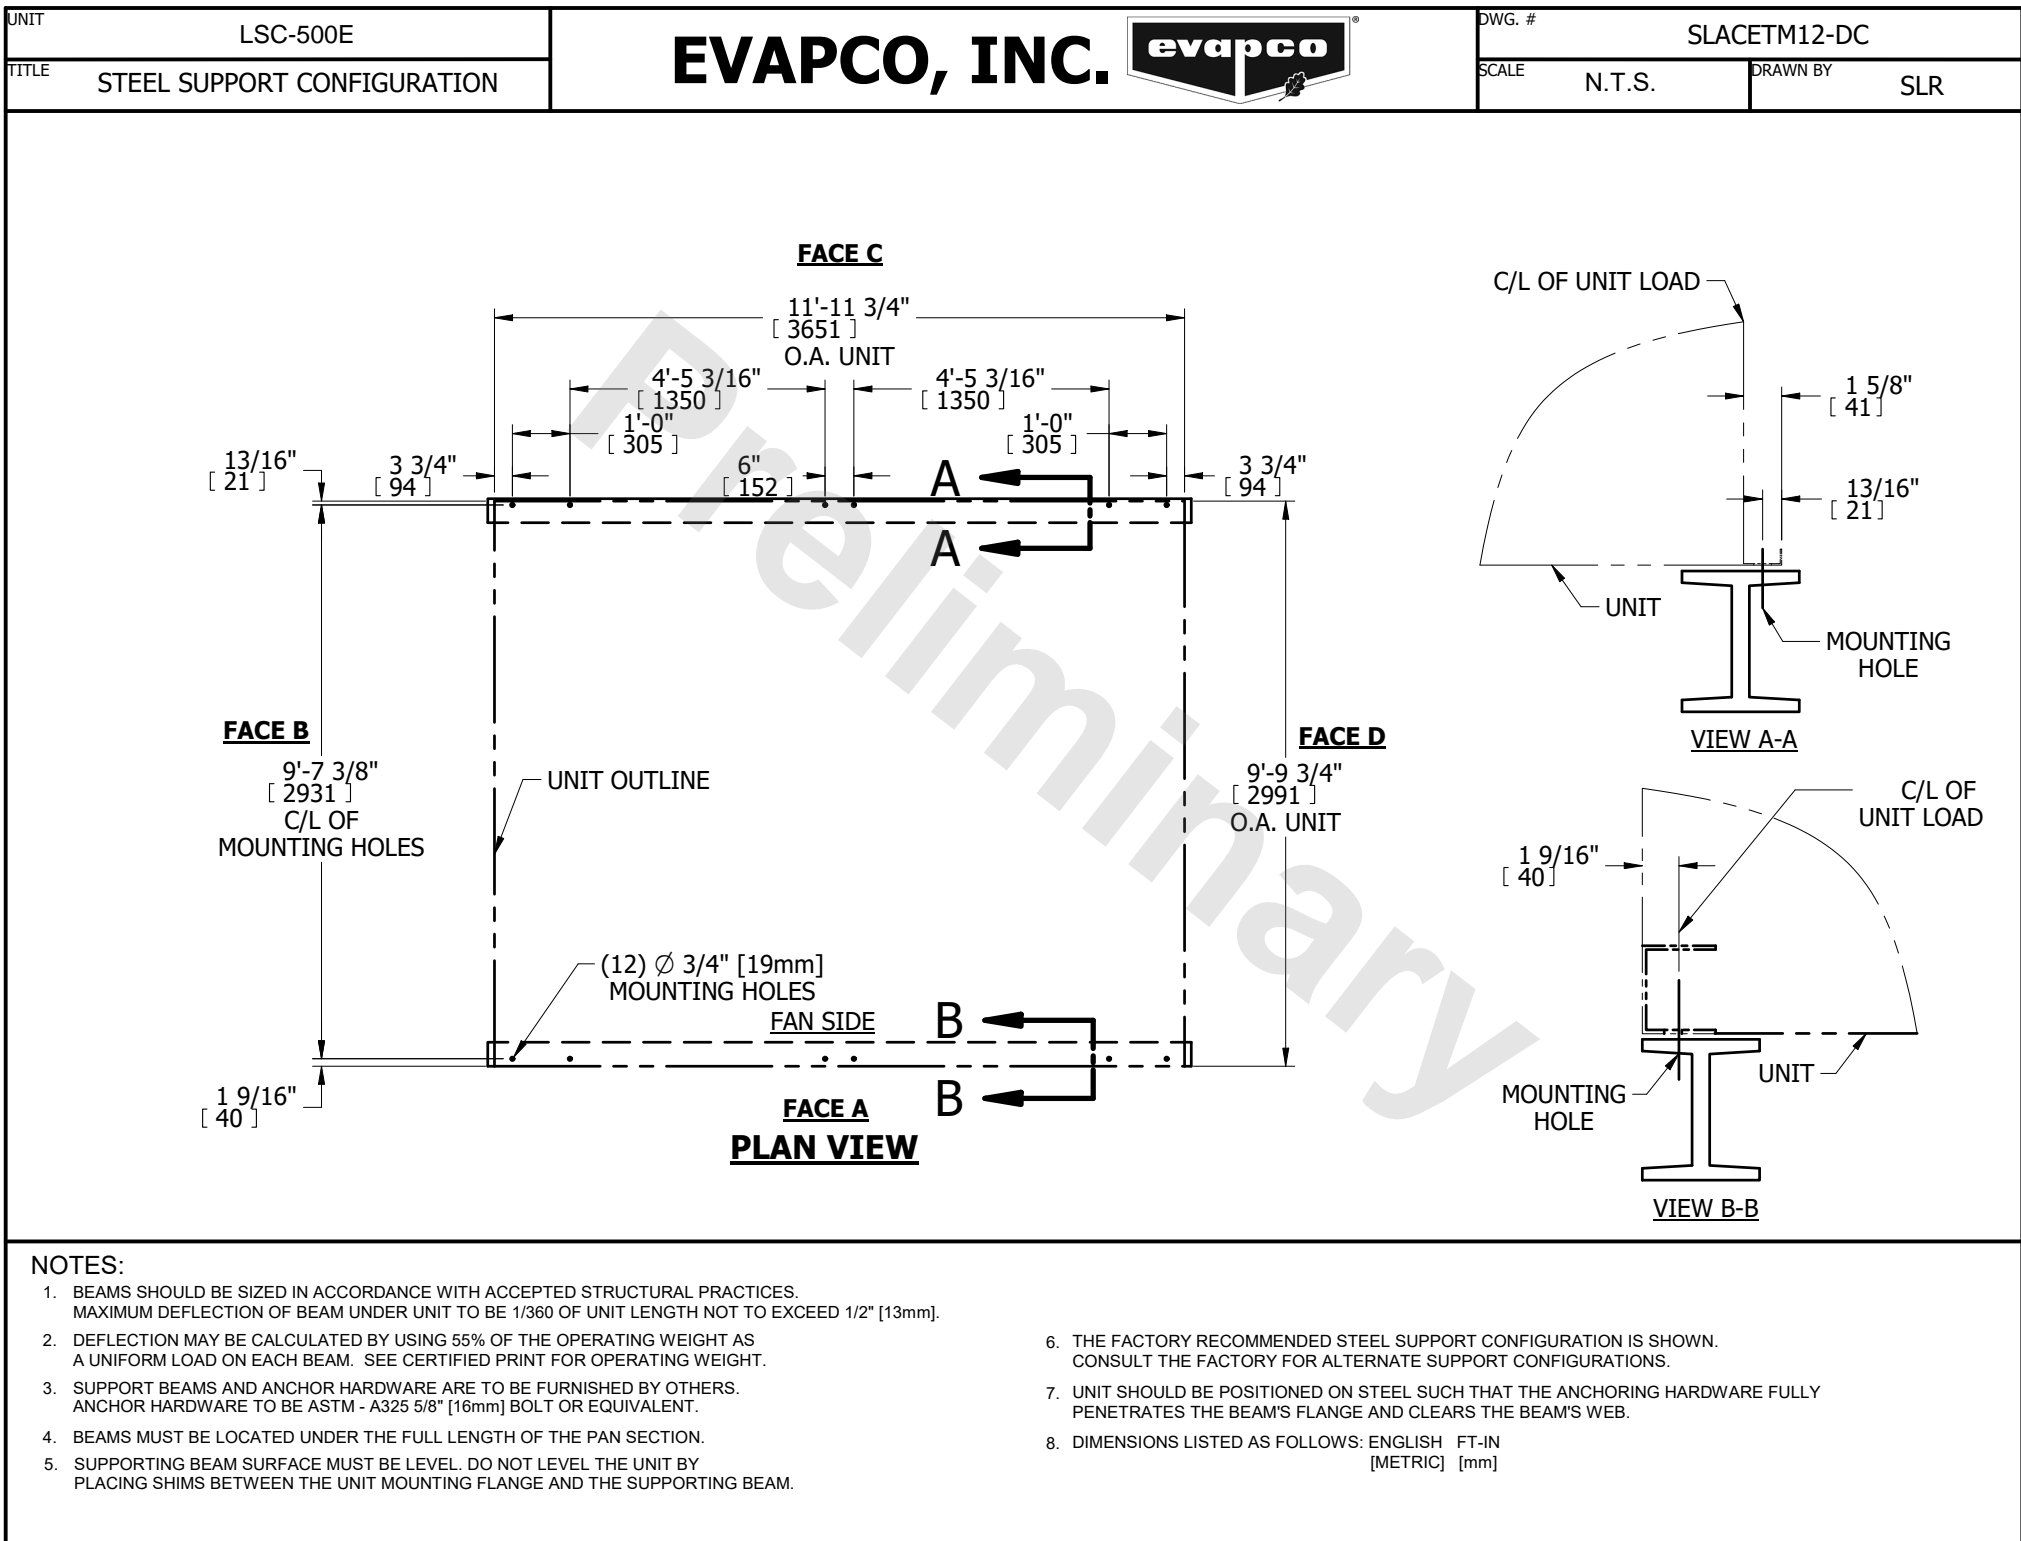 UNIT
LSC-500E
TITLE
STEEL SUPPORT CONFIGURATION
EVAPCO, INC.
evapco
®
DWG. #
SLACETM12-DC
SCALE
N.T.S.
DRAWN BY
SLR
FACE C
11'-11 3/4"
[ 3651 ]
O.A. UNIT
4'-5 3/16"
[ 1350 ]
4'-5 3/16"
[ 1350 ]
1'-0"
[ 305 ]
1'-0"
[ 305 ]
13/16"
[ 21 ]
3 3/4"
[ 94 ]
6"
[ 152 ]
A
3 3/4"
[ 94 ]
A
FACE B
9'-7 3/8"
[ 2931 ]
C/L OF
MOUNTING HOLES
UNIT OUTLINE
FACE D
9'-9 3/4"
[ 2991 ]
O.A. UNIT
(12) Ø 3/4" [19mm]
MOUNTING HOLES
FAN SIDE
B
1 9/16"
[ 40 ]
B
FACE A
PLAN VIEW
Preliminary
C/L OF UNIT LOAD
1 5/8"
[ 41]
13/16"
[ 21]
UNIT
MOUNTING
HOLE
VIEW A-A
C/L OF
UNIT LOAD
1 9/16"
[ 40]
UNIT
MOUNTING
HOLE
VIEW B-B
NOTES:
1. BEAMS SHOULD BE SIZED IN ACCORDANCE WITH ACCEPTED STRUCTURAL PRACTICES.
MAXIMUM DEFLECTION OF BEAM UNDER UNIT TO BE 1/360 OF UNIT LENGTH NOT TO EXCEED 1/2" [13mm].
2. DEFLECTION MAY BE CALCULATED BY USING 55% OF THE OPERATING WEIGHT AS
A UNIFORM LOAD ON EACH BEAM. SEE CERTIFIED PRINT FOR OPERATING WEIGHT.
3. SUPPORT BEAMS AND ANCHOR HARDWARE ARE TO BE FURNISHED BY OTHERS.
ANCHOR HARDWARE TO BE ASTM - A325 5/8" [16mm] BOLT OR EQUIVALENT.
4. BEAMS MUST BE LOCATED UNDER THE FULL LENGTH OF THE PAN SECTION.
5. SUPPORTING BEAM SURFACE MUST BE LEVEL. DO NOT LEVEL THE UNIT BY
PLACING SHIMS BETWEEN THE UNIT MOUNTING FLANGE AND THE SUPPORTING BEAM.
6. THE FACTORY RECOMMENDED STEEL SUPPORT CONFIGURATION IS SHOWN.
CONSULT THE FACTORY FOR ALTERNATE SUPPORT CONFIGURATIONS.
7. UNIT SHOULD BE POSITIONED ON STEEL SUCH THAT THE ANCHORING HARDWARE FULLY
PENETRATES THE BEAM'S FLANGE AND CLEARS THE BEAM'S WEB.
8. DIMENSIONS LISTED AS FOLLOWS: ENGLISH FT-IN
[METRIC] [mm]